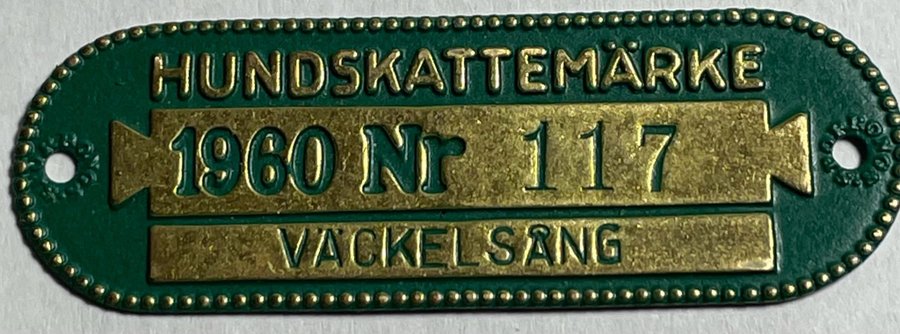 HUNDSKATTEMÄRKE
1960 Nr 117
VÄCKELSÅNG